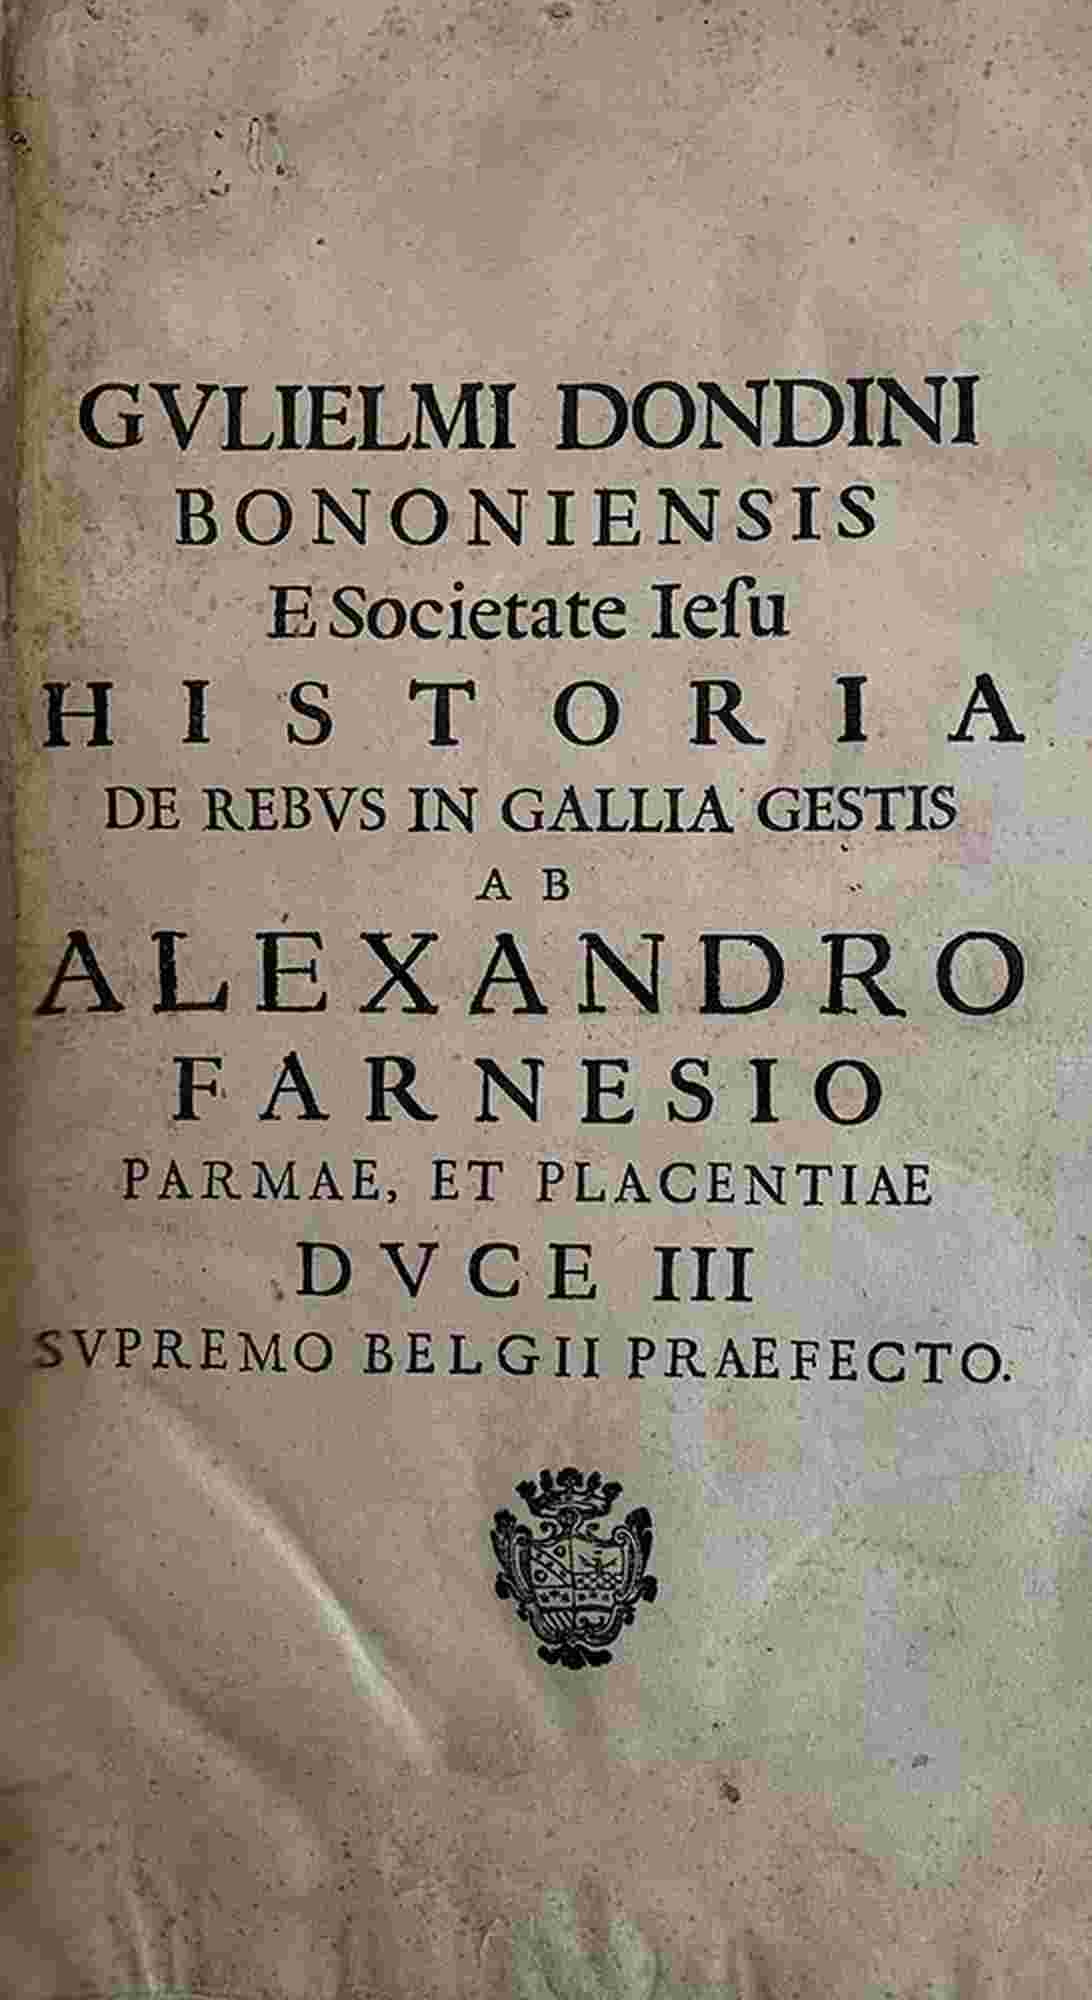 GVLIELMI DONDINI
BONONIENSIS
E Societate Ieſu
HISTORIA
DE REBVS IN GALLIA GESTIS
AB
ALEXANDRO
FARNESIO
PARMAE, ET PLACENTIAE
DVCE III
SVPREMO BELGII PRAEFECTO.